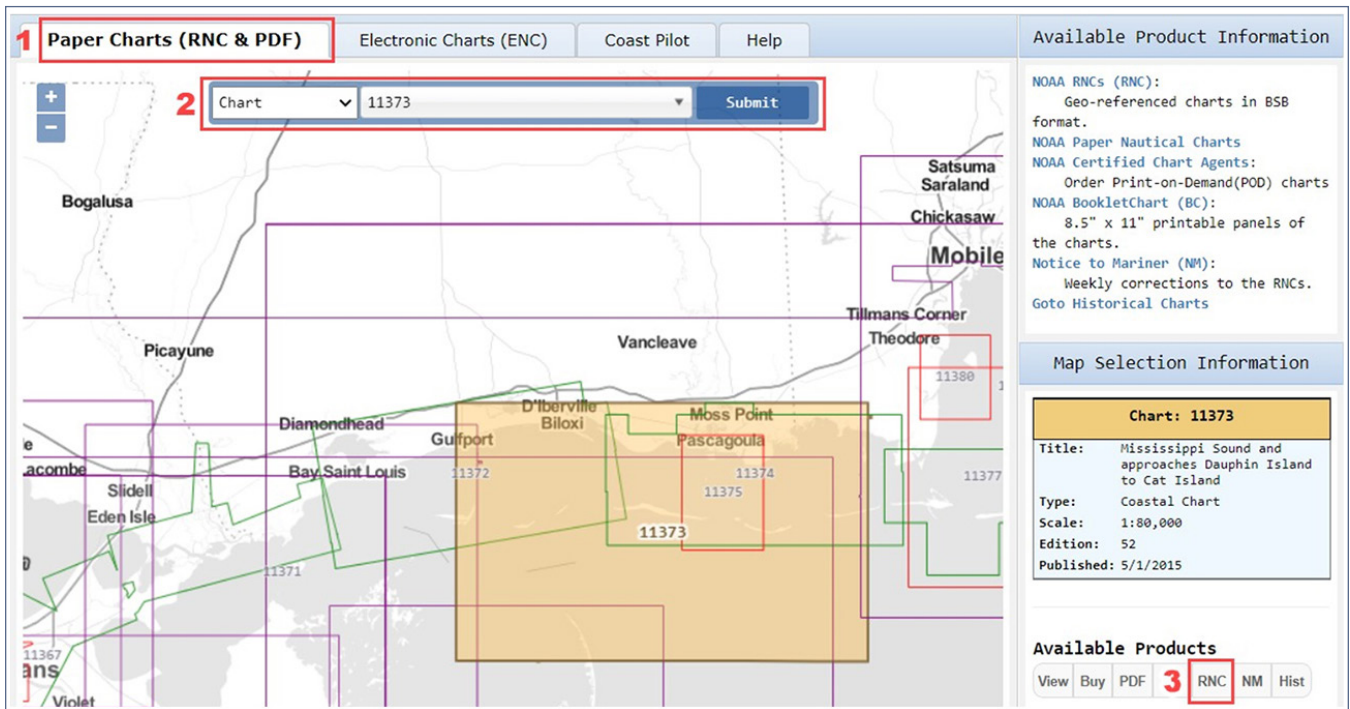 1 Paper Charts (RNC & PDF) Electronic Charts (ENC) Coast Pilot Help
2 Chart 11373 Submit
+
−
Satsuma
Saraland
Bogalusa
Chickasaw
Mobile
Tillmans Corner
Theodore
Vancleave
Picayune
11380
D'Iberville
Biloxi
Moss Point
Diamondhead
Gulfport
Pascagoula
Bay Saint Louis
11372
11374
11377
11375
acombe
Slidell
Eden Isle
11373
11371
11367
ans
Violet
Available Product Information
NOAA RNCs (RNC):
Geo-referenced charts in BSB
format.
NOAA Paper Nautical Charts
NOAA Certified Chart Agents:
Order Print-on-Demand(POD) charts
NOAA BookletChart (BC):
8.5" x 11" printable panels of
the charts.
Notice to Mariner (NM):
Weekly corrections to the RNCs.
Goto Historical Charts
Map Selection Information
Chart: 11373
Title: Mississippi Sound and
approaches Dauphin Island
to Cat Island
Type: Coastal Chart
Scale: 1:80,000
Edition: 52
Published: 5/1/2015
Available Products
View Buy PDF 3 RNC NM Hist